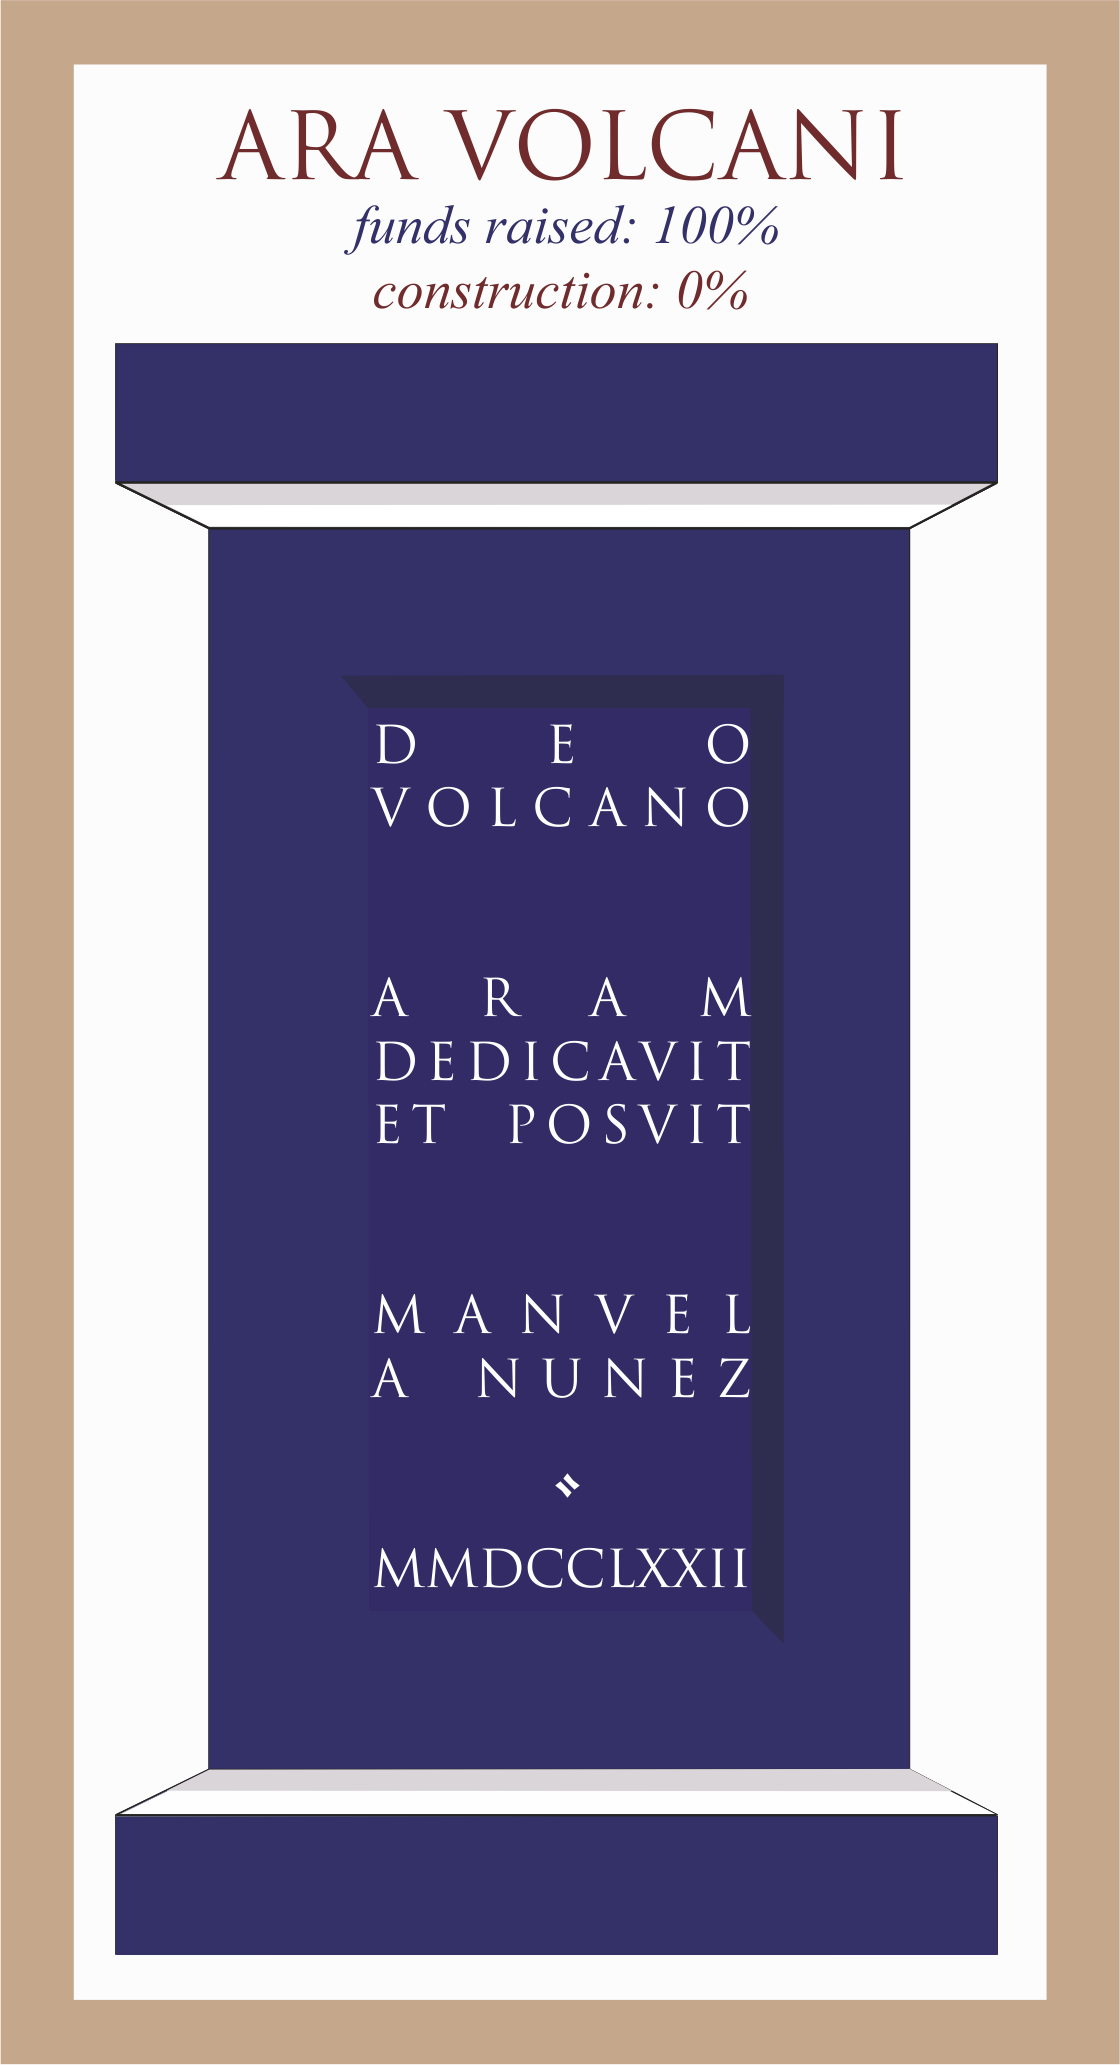 ARA VOLCANI
funds raised: 100%
construction: 0%
DEO
VOLCANO
ARAM
DEDICAVIT
ET POSVIT
MANVEL
A NUNEZ
MMDCCLXXII